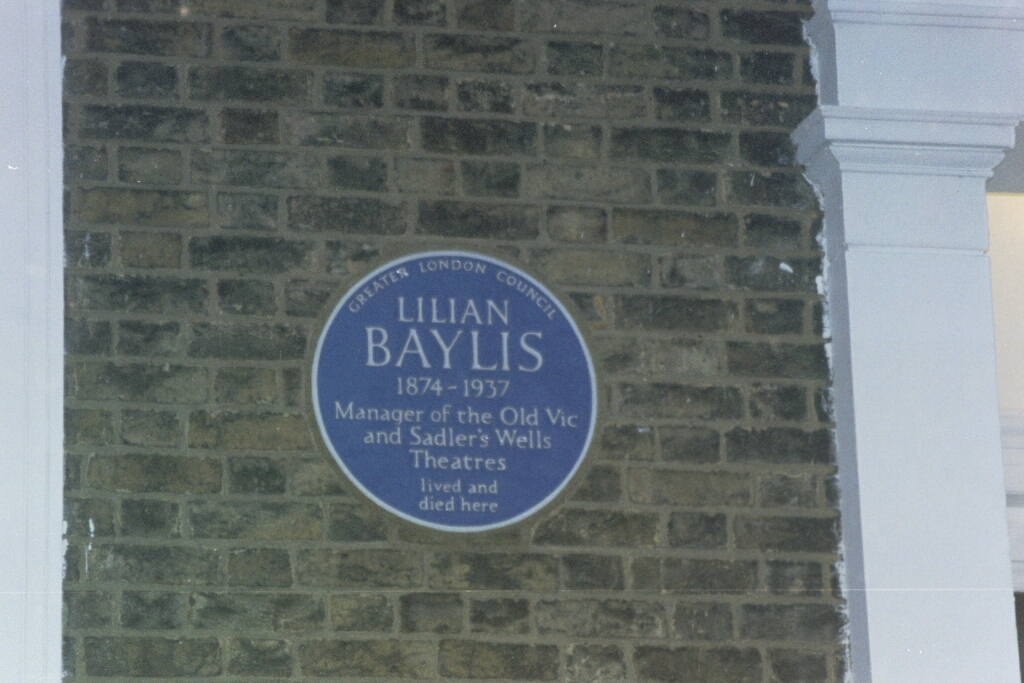 GREATER LONDON COUNCIL
LILIAN
BAYLIS
1874-1937
Manager of the Old Vic
and Sadler's Wells
Theatres
lived and
died here